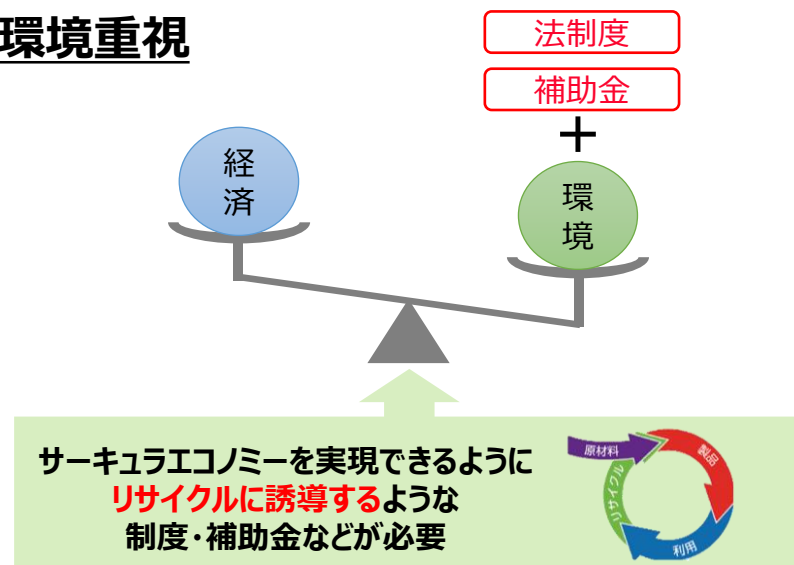 環境重視
法制度
補助金
+
経済
環境
サーキュラエコノミーを実現できるように
リサイクルに誘導するような
制度・補助金などが必要
原材料
製品
利用
リサイクル